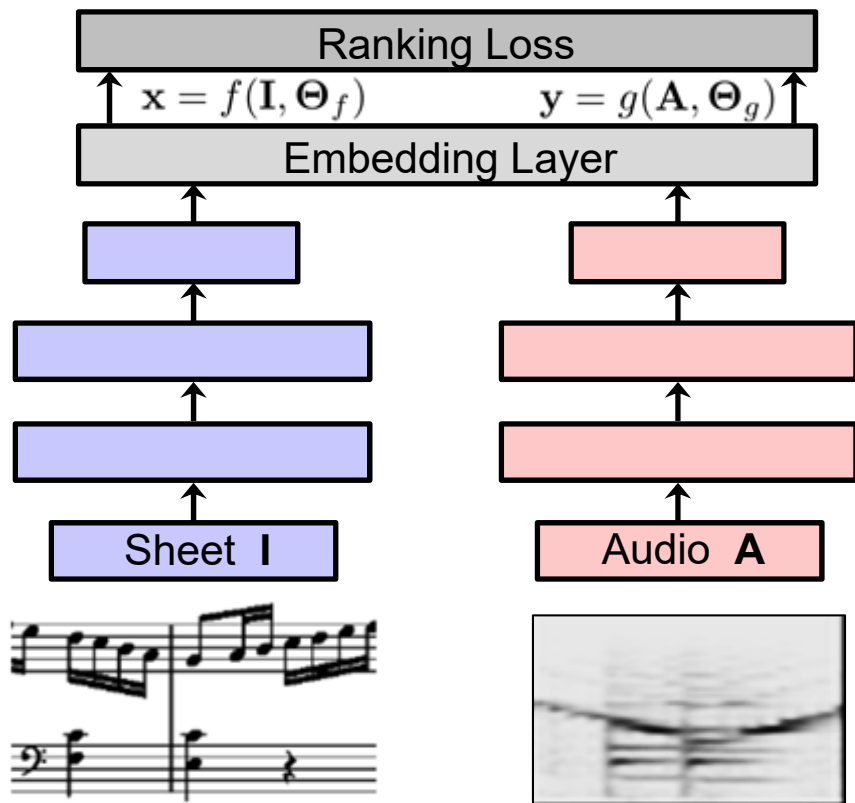 Ranking Loss
x = f(I, Θ_f)
y = g(A, Θ_g)
Embedding Layer
Sheet I
Audio A